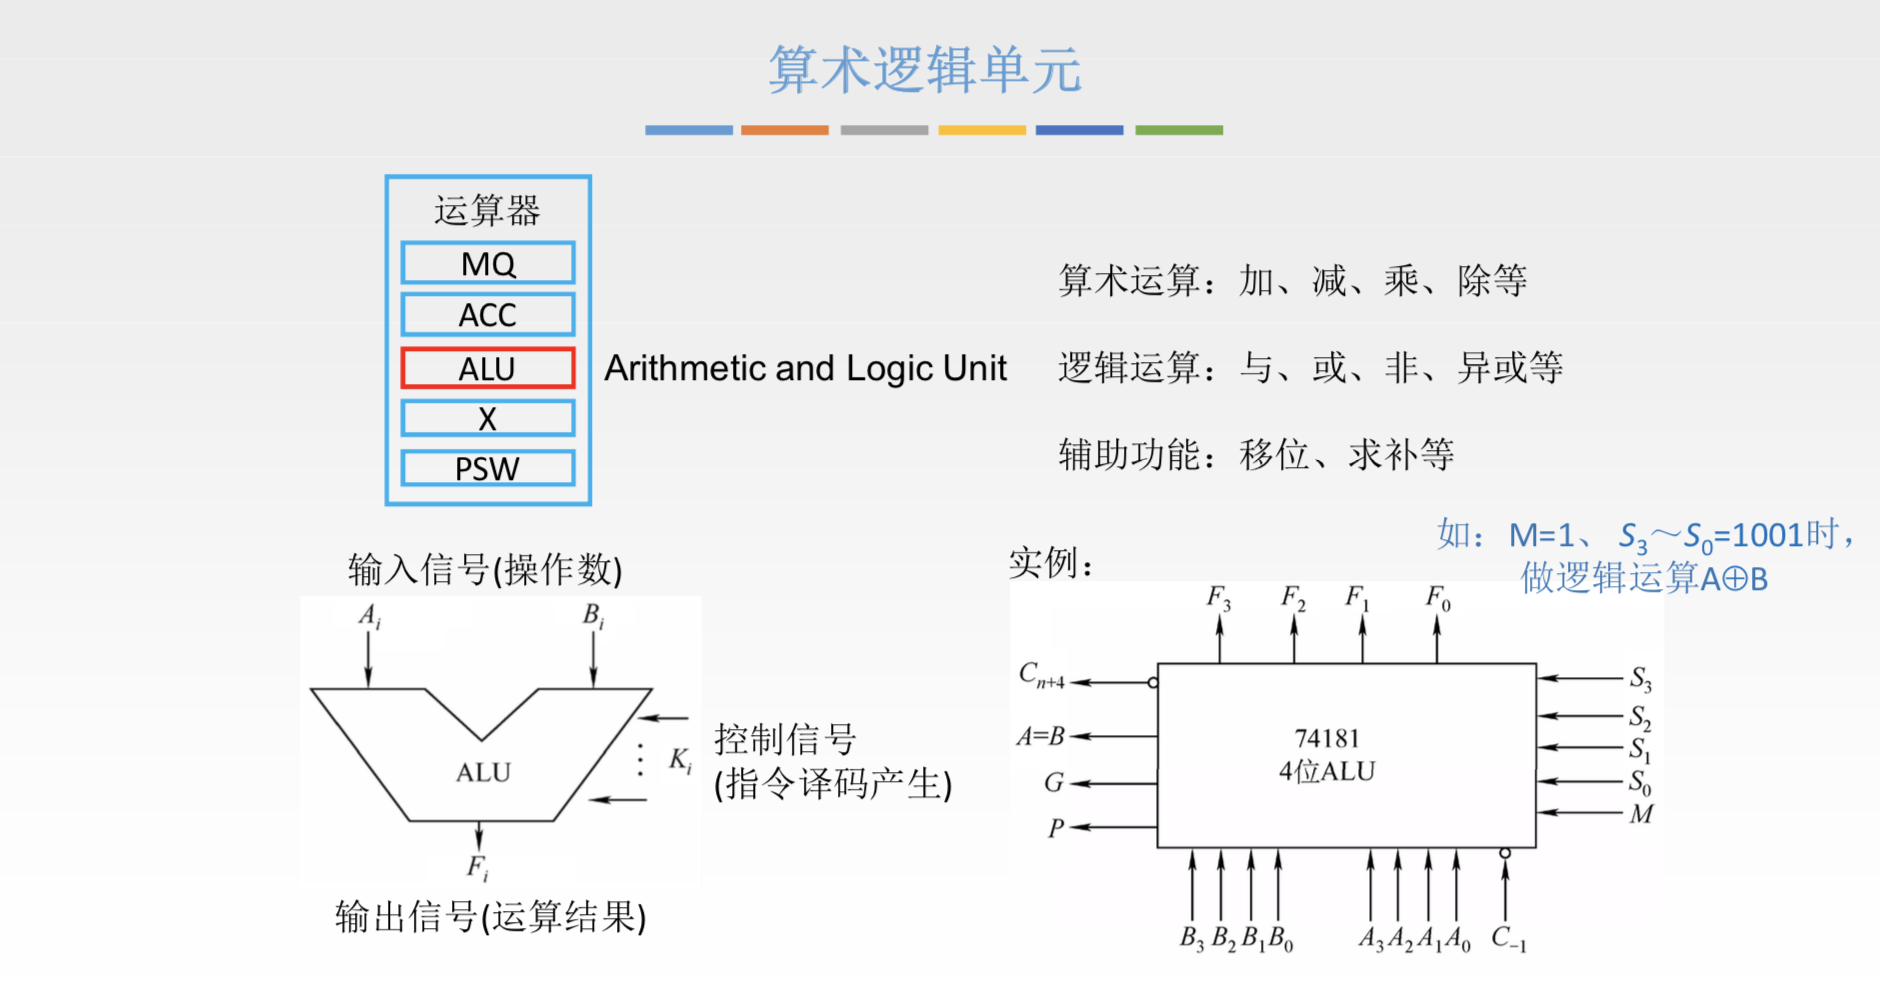 算术逻辑单元
运算器
MQ
ACC
ALU
X
PSW
Arithmetic and Logic Unit
算术运算：加、减、乘、除等
逻辑运算：与、或、非、异或等
辅助功能：移位、求补等
输入信号(操作数)
A_i B_i
ALU
K_i
控制信号
(指令译码产生)
F_i
输出信号(运算结果)
实例：
如：M=1、 S_3～S_0=1001时，
做逻辑运算A⊕B
F_3 F_2 F_1 F_0
C_{n+4}
A=B
G
P
74181
4位ALU
S_3
S_2
S_1
S_0
M
B_3 B_2 B_1 B_0 A_3 A_2 A_1 A_0 C_{-1}